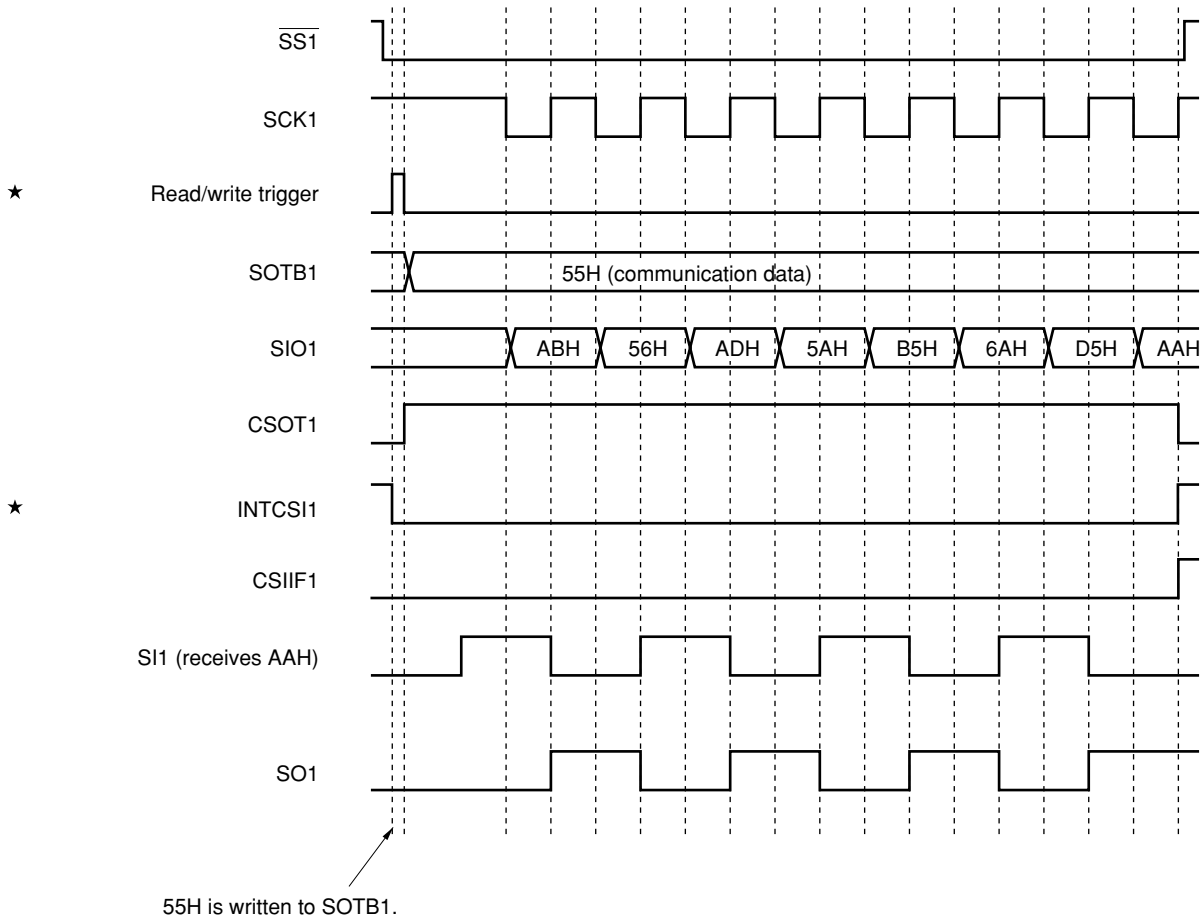 SS1
SCK1
★ Read/write trigger
SOTB1 55H (communication data)
SIO1 ABH 56H ADH 5AH B5H 6AH D5H AAH
CSOT1
★ INTCSI1
CSIIF1
SI1 (receives AAH)
SO1
55H is written to SOTB1.